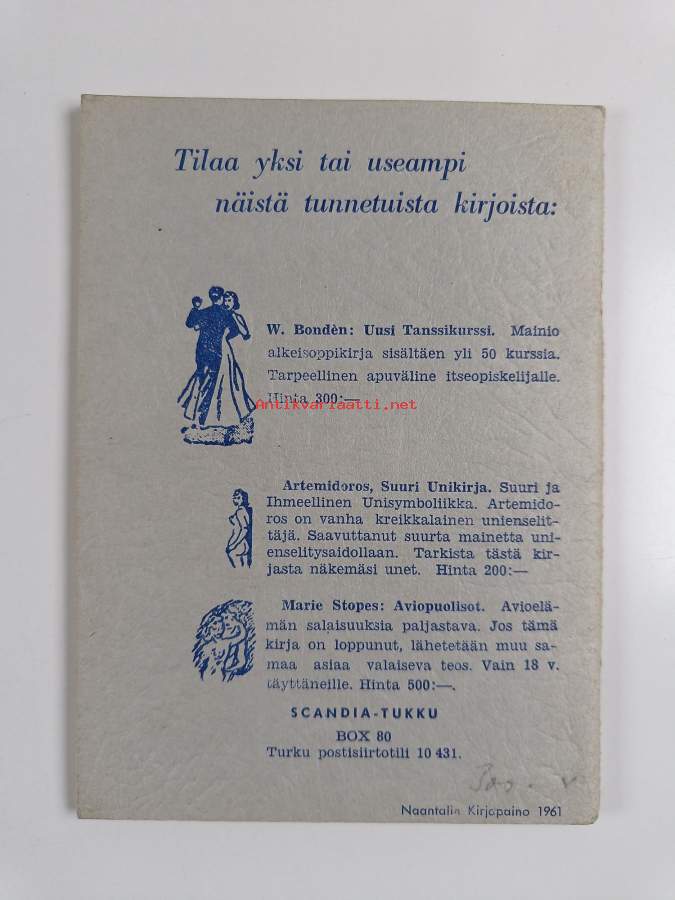 Tilaa yksi tai useampi
näistä tunnetuista kirjoista:
W. Bondèn: Uusi Tanssikurssi. Mainio
alkeisoppikirja sisältäen yli 50 kurssia.
Tarpeellinen apuväline itseopiskelijalle.
Hinta 300:—
Antikvariaatti.net
Artemidoros, Suuri Unikirja. Suuri ja
Ihmeellinen Unisymboliikka. Artemido-
ros on vanha kreikkalainen unienselit-
täjä. Saavuttanut suurta mainetta uni-
enselitysaidollaan. Tarkista tästä kir-
jasta näkemäsi unet. Hinta 200:—
Marie Stopes: Aviopuolisot. Avioelä-
män salaisuuksia paljastava. Jos tämä
kirja on loppunut, lähetetään muu sa-
maa asiaa valaiseva teos. Vain 18 v.
täyttäneille. Hinta 500:—.
SCANDIA-TUKKU
BOX 80
Turku postisiirtotili 10 431.
Naantalin Kirjapaino 1961